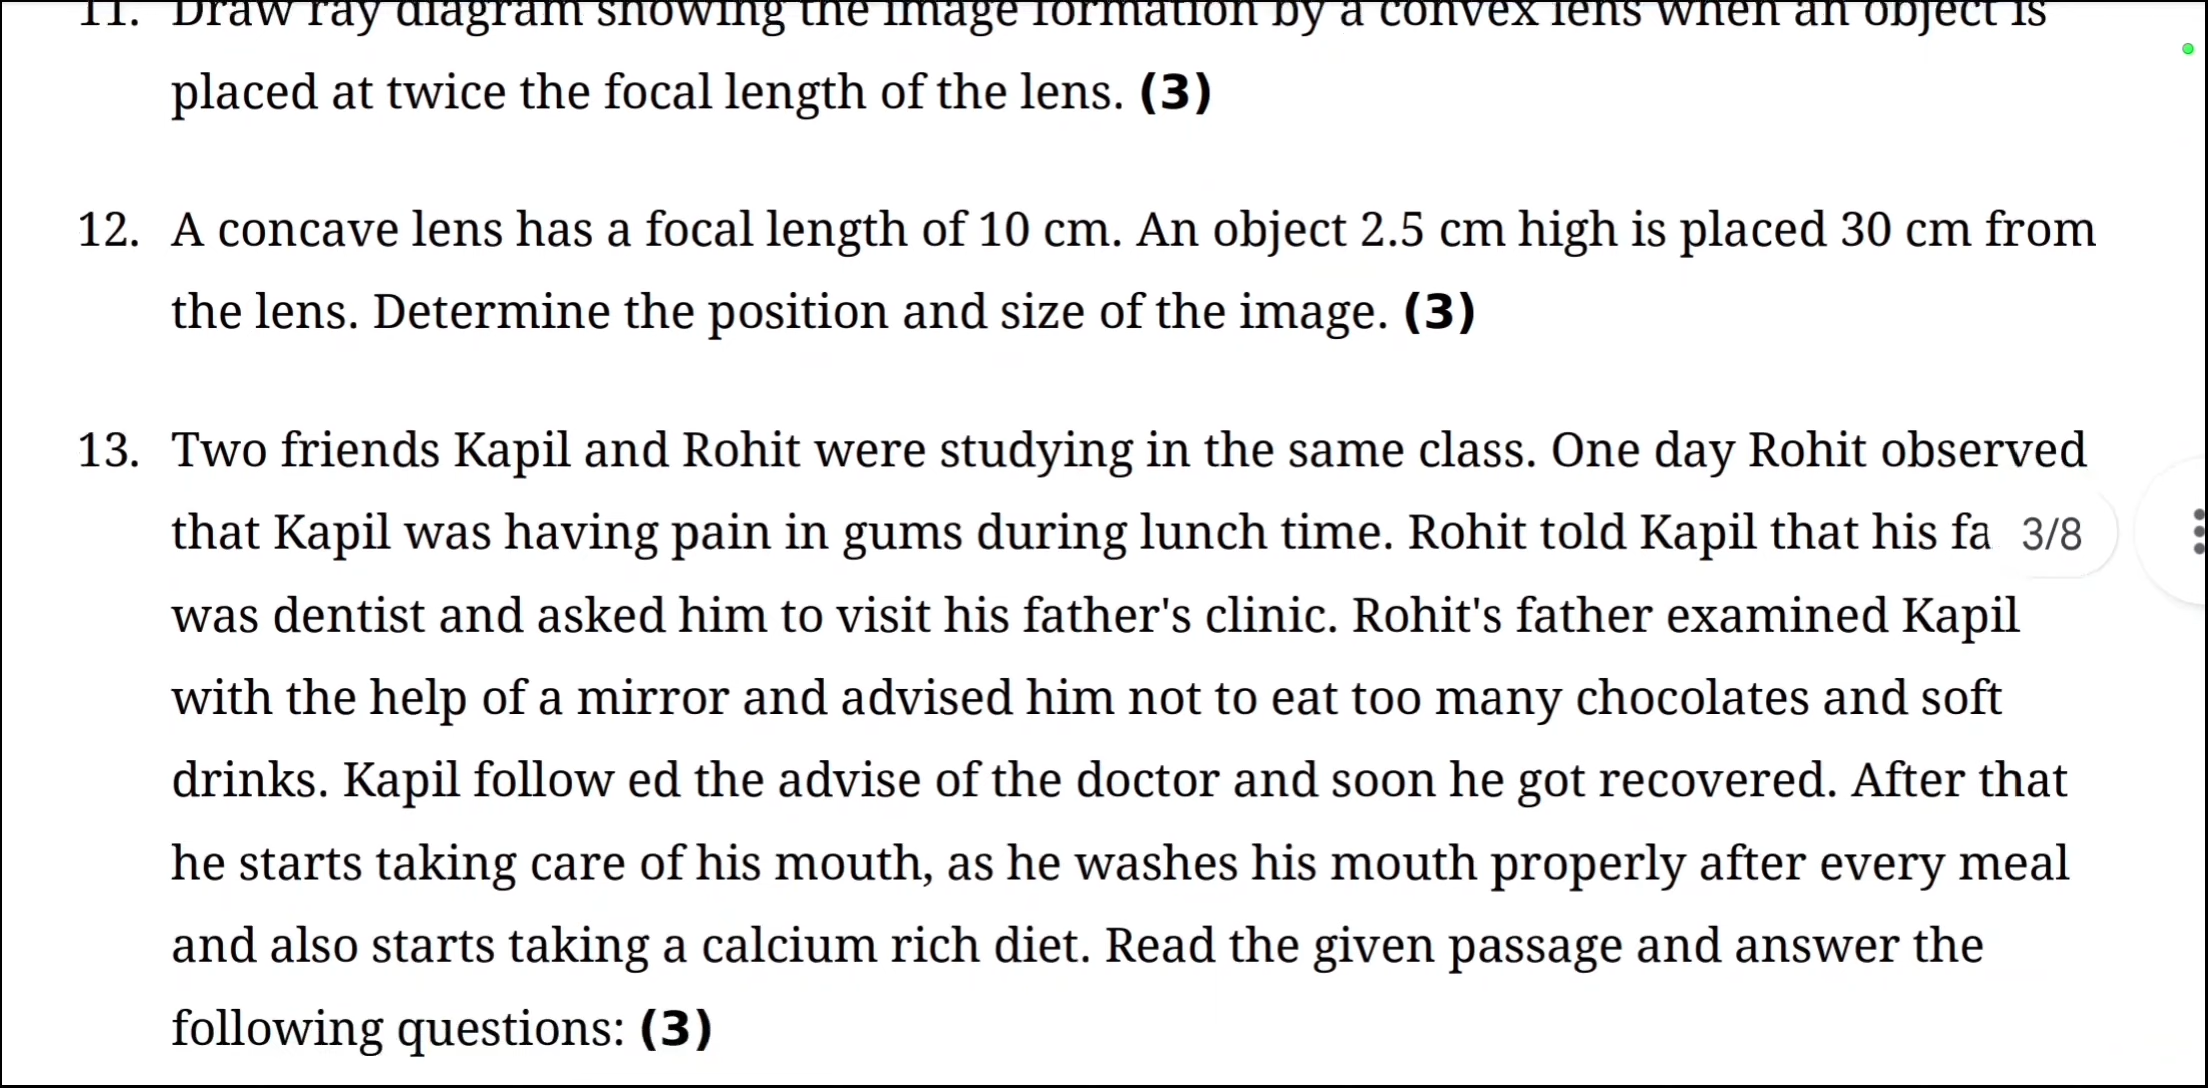 11. Draw ray diagram showing the image formation by a convex lens when an object is
placed at twice the focal length of the lens. (3)
12. A concave lens has a focal length of 10 cm. An object 2.5 cm high is placed 30 cm from
the lens. Determine the position and size of the image. (3)
13. Two friends Kapil and Rohit were studying in the same class. One day Rohit observed
that Kapil was having pain in gums during lunch time. Rohit told Kapil that his fa 3/8
was dentist and asked him to visit his father's clinic. Rohit's father examined Kapil
with the help of a mirror and advised him not to eat too many chocolates and soft
drinks. Kapil follow ed the advise of the doctor and soon he got recovered. After that
he starts taking care of his mouth, as he washes his mouth properly after every meal
and also starts taking a calcium rich diet. Read the given passage and answer the
following questions: (3)